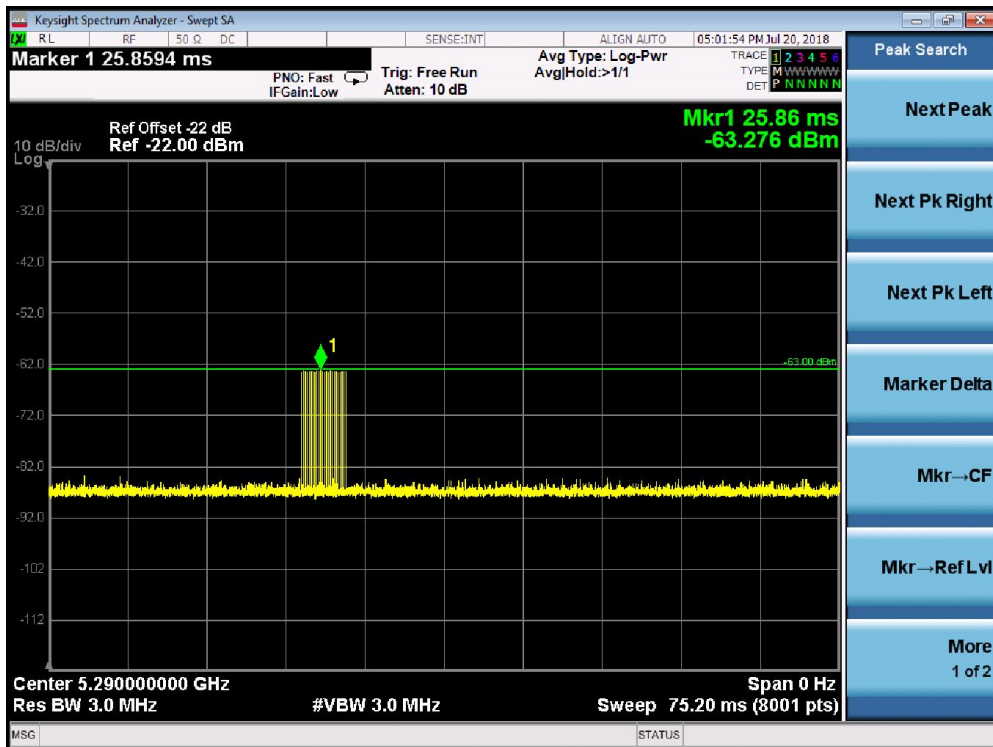 Keysight Spectrum Analyzer - Swept SA
LXI RL RF 50 Ω DC SENSE:INT ALIGN AUTO 05:01:54 PM Jul 20, 2018
Marker 1 25.8594 ms
PNO: Fast
IFGain:Low
Trig: Free Run
Atten: 10 dB
Avg Type: Log-Pwr
Avg|Hold:>1/1
TRACE 1 2 3 4 5 6
TYPE M WWWWW
DET P N N N N N
Peak Search
Mkr1 25.86 ms
-63.276 dBm
Ref Offset -22 dB
10 dB/div Ref -22.00 dBm
Log
-32.0
-42.0
-52.0
1
-62.0
-63.00 dBm
-72.0
-82.0
-92.0
-102
-112
Center 5.290000000 GHz Span 0 Hz
Res BW 3.0 MHz #VBW 3.0 MHz Sweep 75.20 ms (8001 pts)
Next Peak
Next Pk Right
Next Pk Left
Marker Delta
Mkr→CF
Mkr→Ref Lvl
More
1 of 2
MSG STATUS